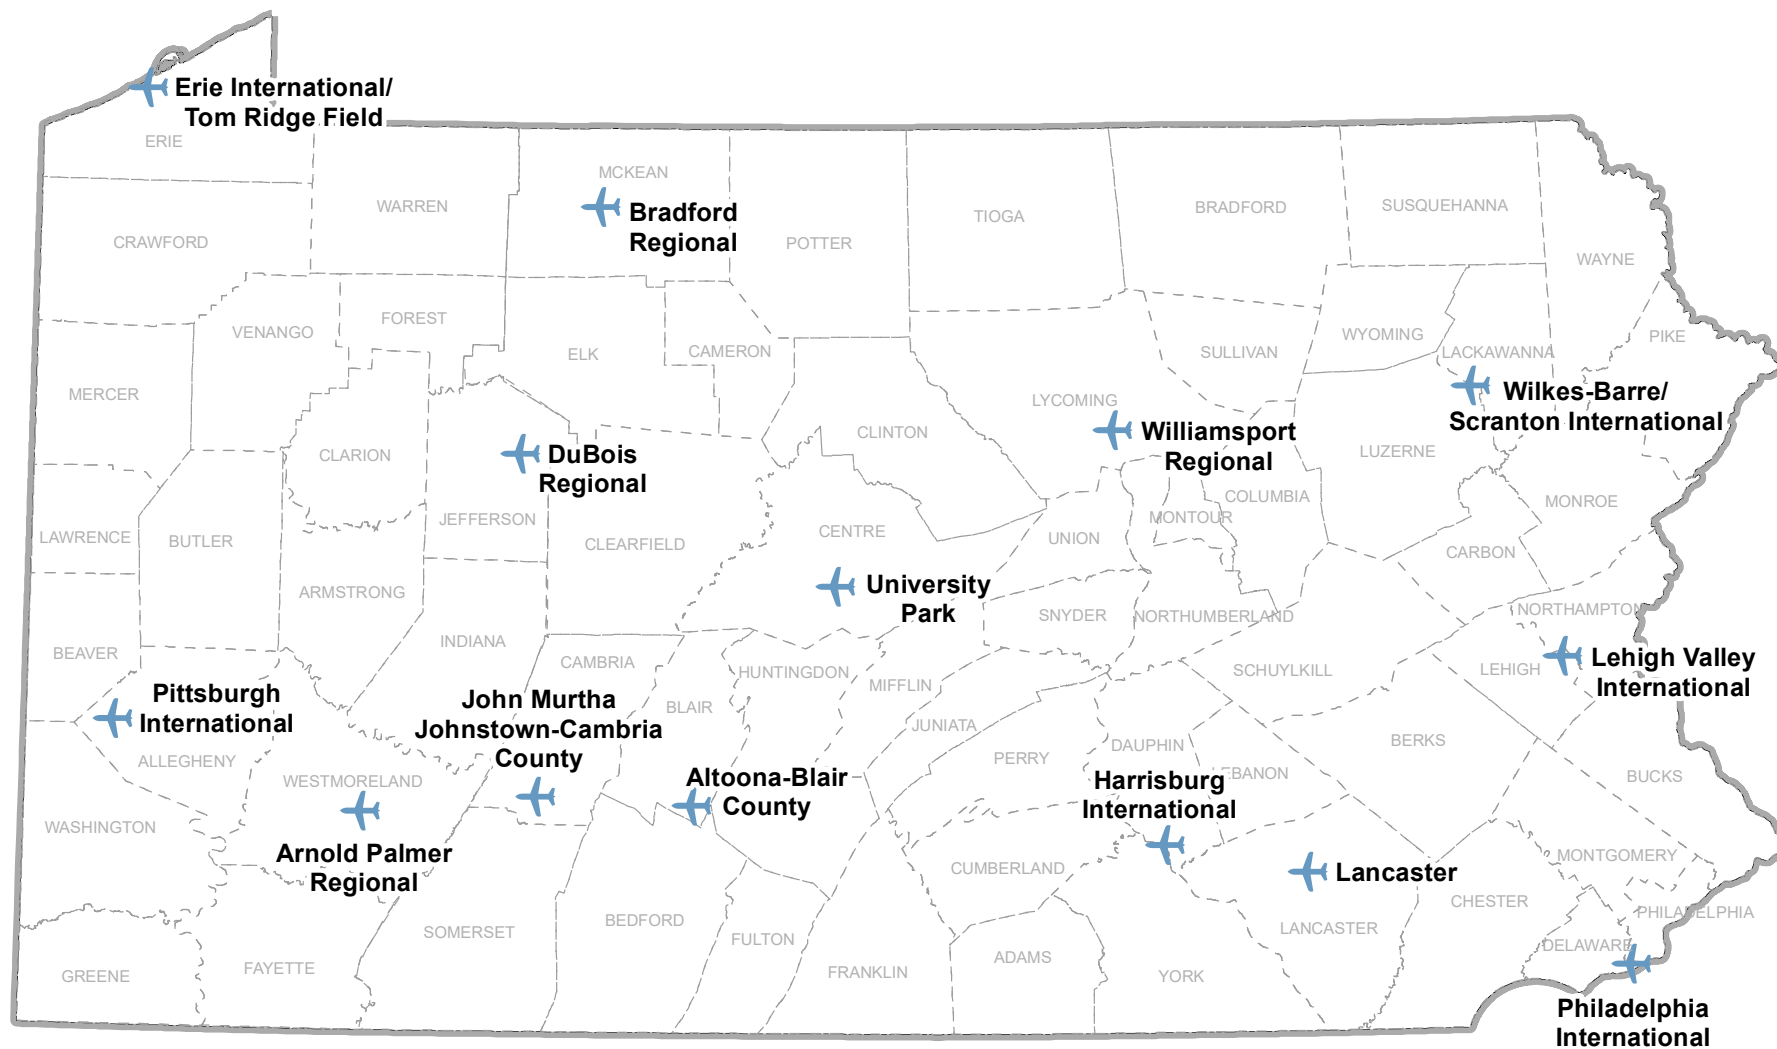 Erie International/
Tom Ridge Field
ERIE
MCKEAN
WARREN
Bradford
Regional
CRAWFORD
POTTER
TIOGA
BRADFORD
SUSQUEHANNA
WAYNE
VENANGO
FOREST
ELK
CAMERON
SULLIVAN
WYOMING
LACKAWANNA
PIKE
MERCER
Wilkes-Barre/
Scranton International
LYCOMING
CLINTON
Williamsport
Regional
LUZERNE
CLARION
DuBois
Regional
COLUMBIA
MONTOUR
MONROE
JEFFERSON
LAWRENCE
BUTLER
CLEARFIELD
CENTRE
UNION
CARBON
ARMSTRONG
University
Park
SNYDER
NORTHUMBERLAND
NORTHAMPTON
INDIANA
BEAVER
CAMBRIA
HUNTINGDON
MIFFLIN
SCHUYLKILL
LEHIGH
Lehigh Valley
International
Pittsburgh
International
John Murtha
Johnstown-Cambria
County
BLAIR
JUNIATA
PERRY
DAUPHIN
BERKS
ALLEGHENY
WESTMORELAND
Altoona-Blair
County
LEBANON
Harrisburg
International
BUCKS
WASHINGTON
Arnold Palmer
Regional
CUMBERLAND
Lancaster
MONTGOMERY
CHESTER
PHILADELPHIA
LANCASTER
DELAWARE
SOMERSET
BEDFORD
FULTON
FRANKLIN
ADAMS
YORK
GREENE
FAYETTE
Philadelphia
International